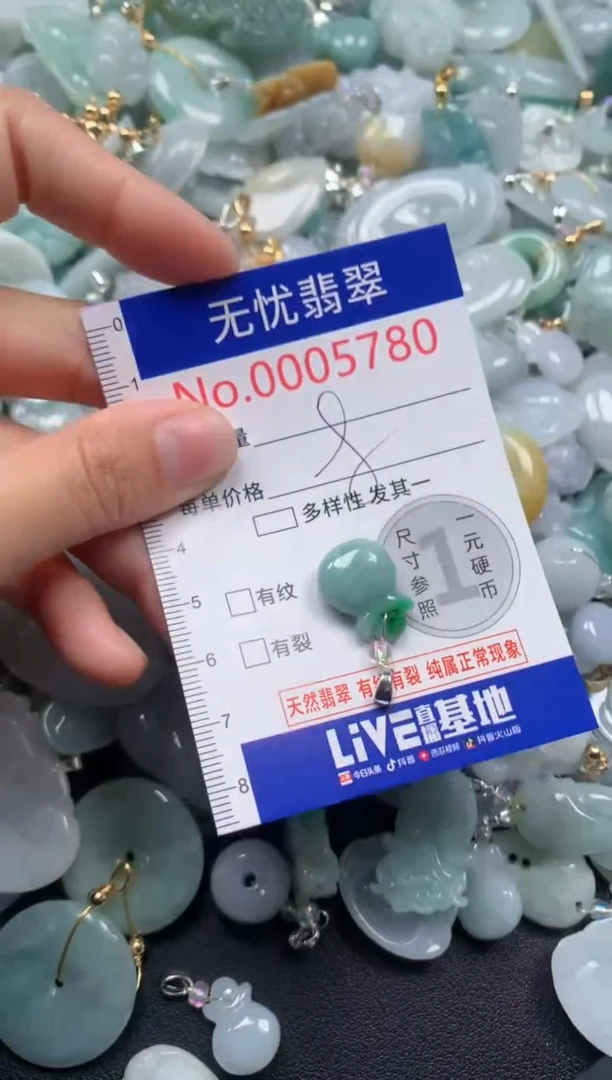 无忧翡翠
No.0005780
量
每单价格
多样性 发其一
尺寸参照
1
一元硬币
有纹
有裂
天然翡翠 有纹有裂 纯属正常现象
LiVE直播基地
今日头条 抖音 西瓜视频 抖音火山版
0
1
4
5
6
7
8